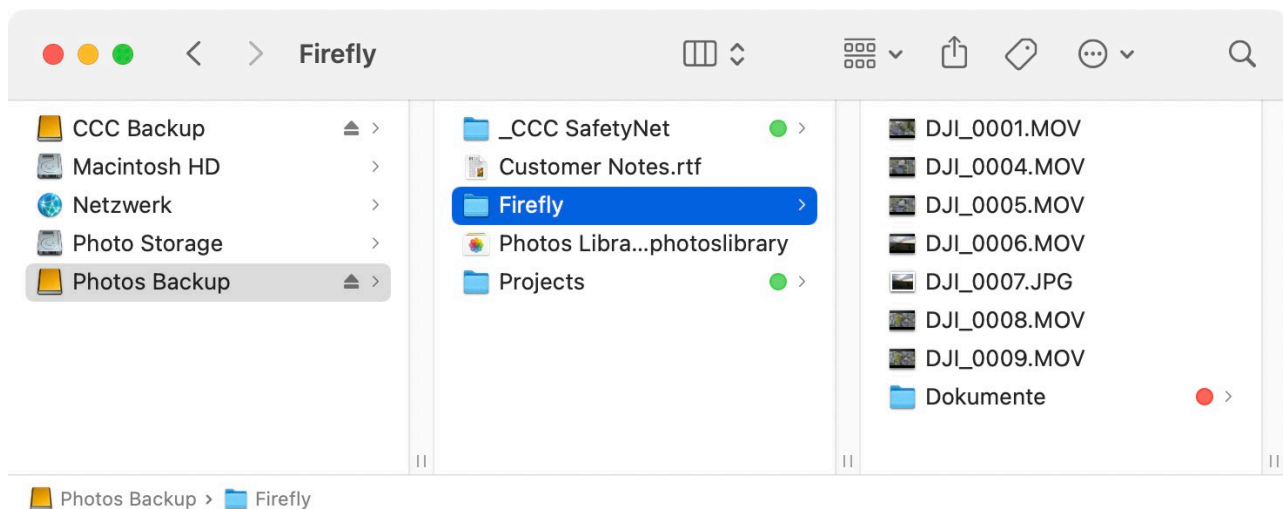 Firefly
CCC Backup
Macintosh HD
Netzwerk
Photo Storage
Photos Backup
_CCC SafetyNet
Customer Notes.rtf
Firefly
Photos Libra...photoslibrary
Projects
DJI_0001.MOV
DJI_0004.MOV
DJI_0005.MOV
DJI_0006.MOV
DJI_0007.JPG
DJI_0008.MOV
DJI_0009.MOV
Dokumente
Photos Backup › Firefly